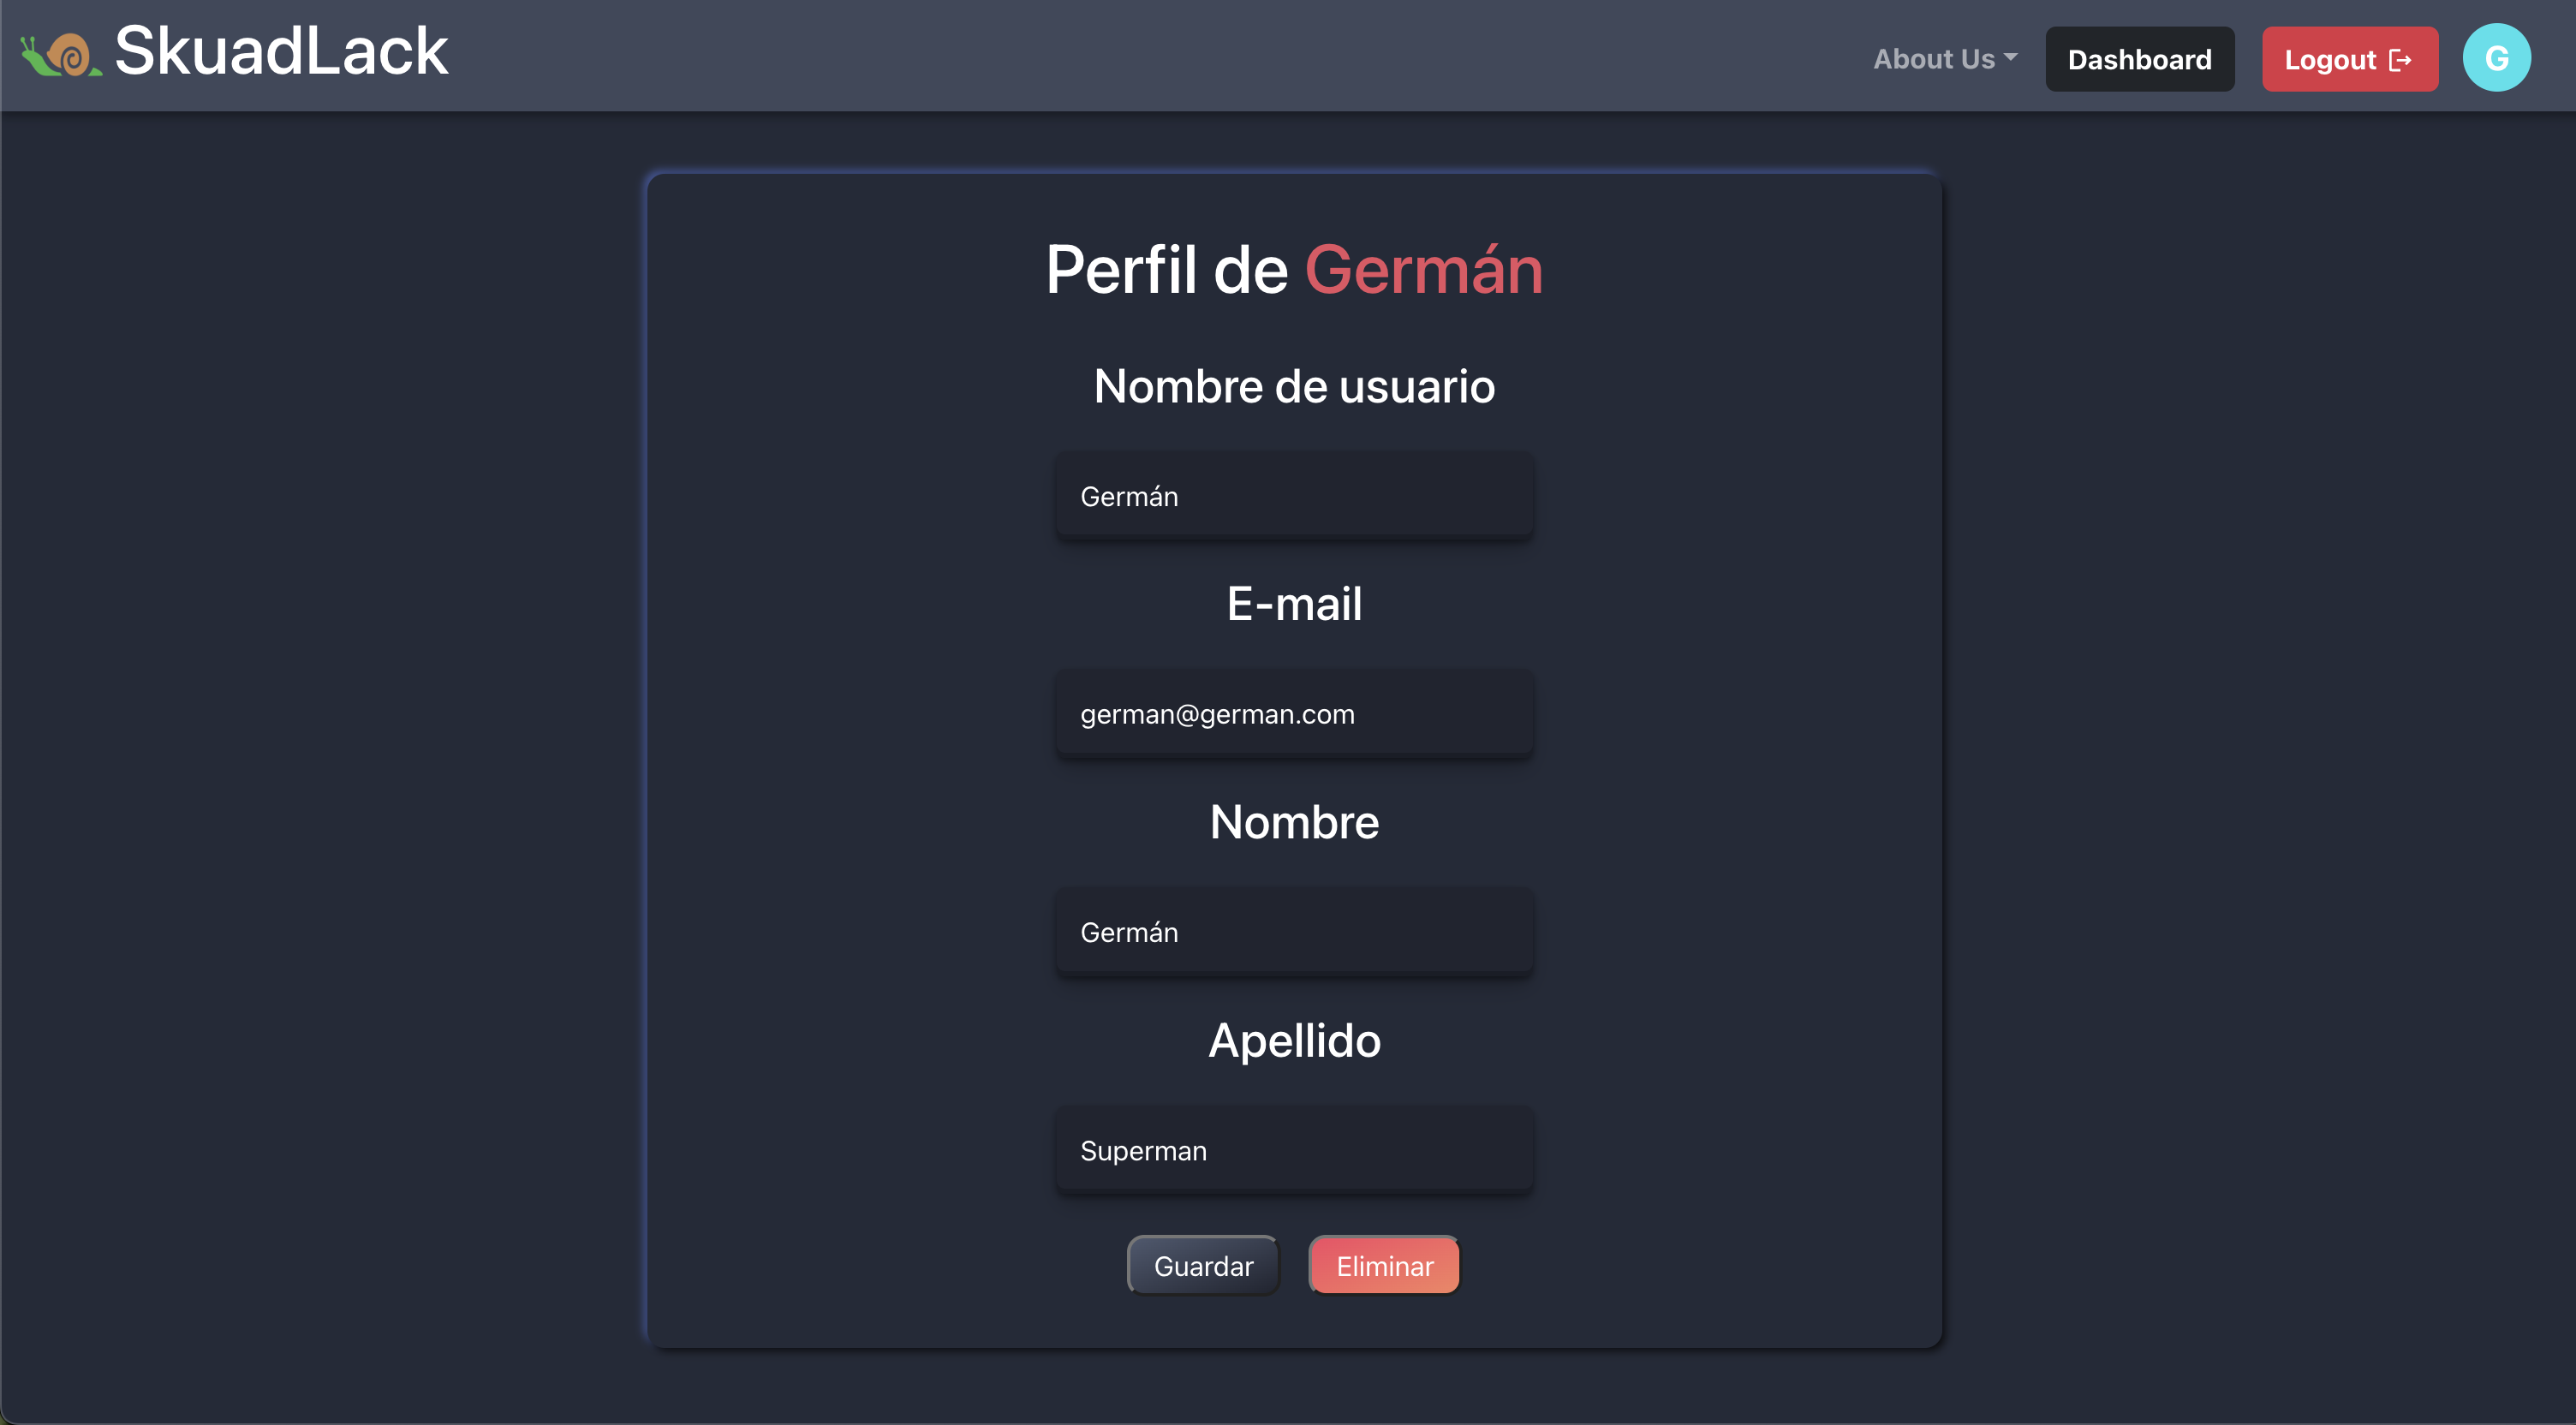 SkuadLack
About Us Dashboard Logout G
Perfil de Germán
Nombre de usuario
Germán
E-mail
german@german.com
Nombre
Germán
Apellido
Superman
Guardar Eliminar